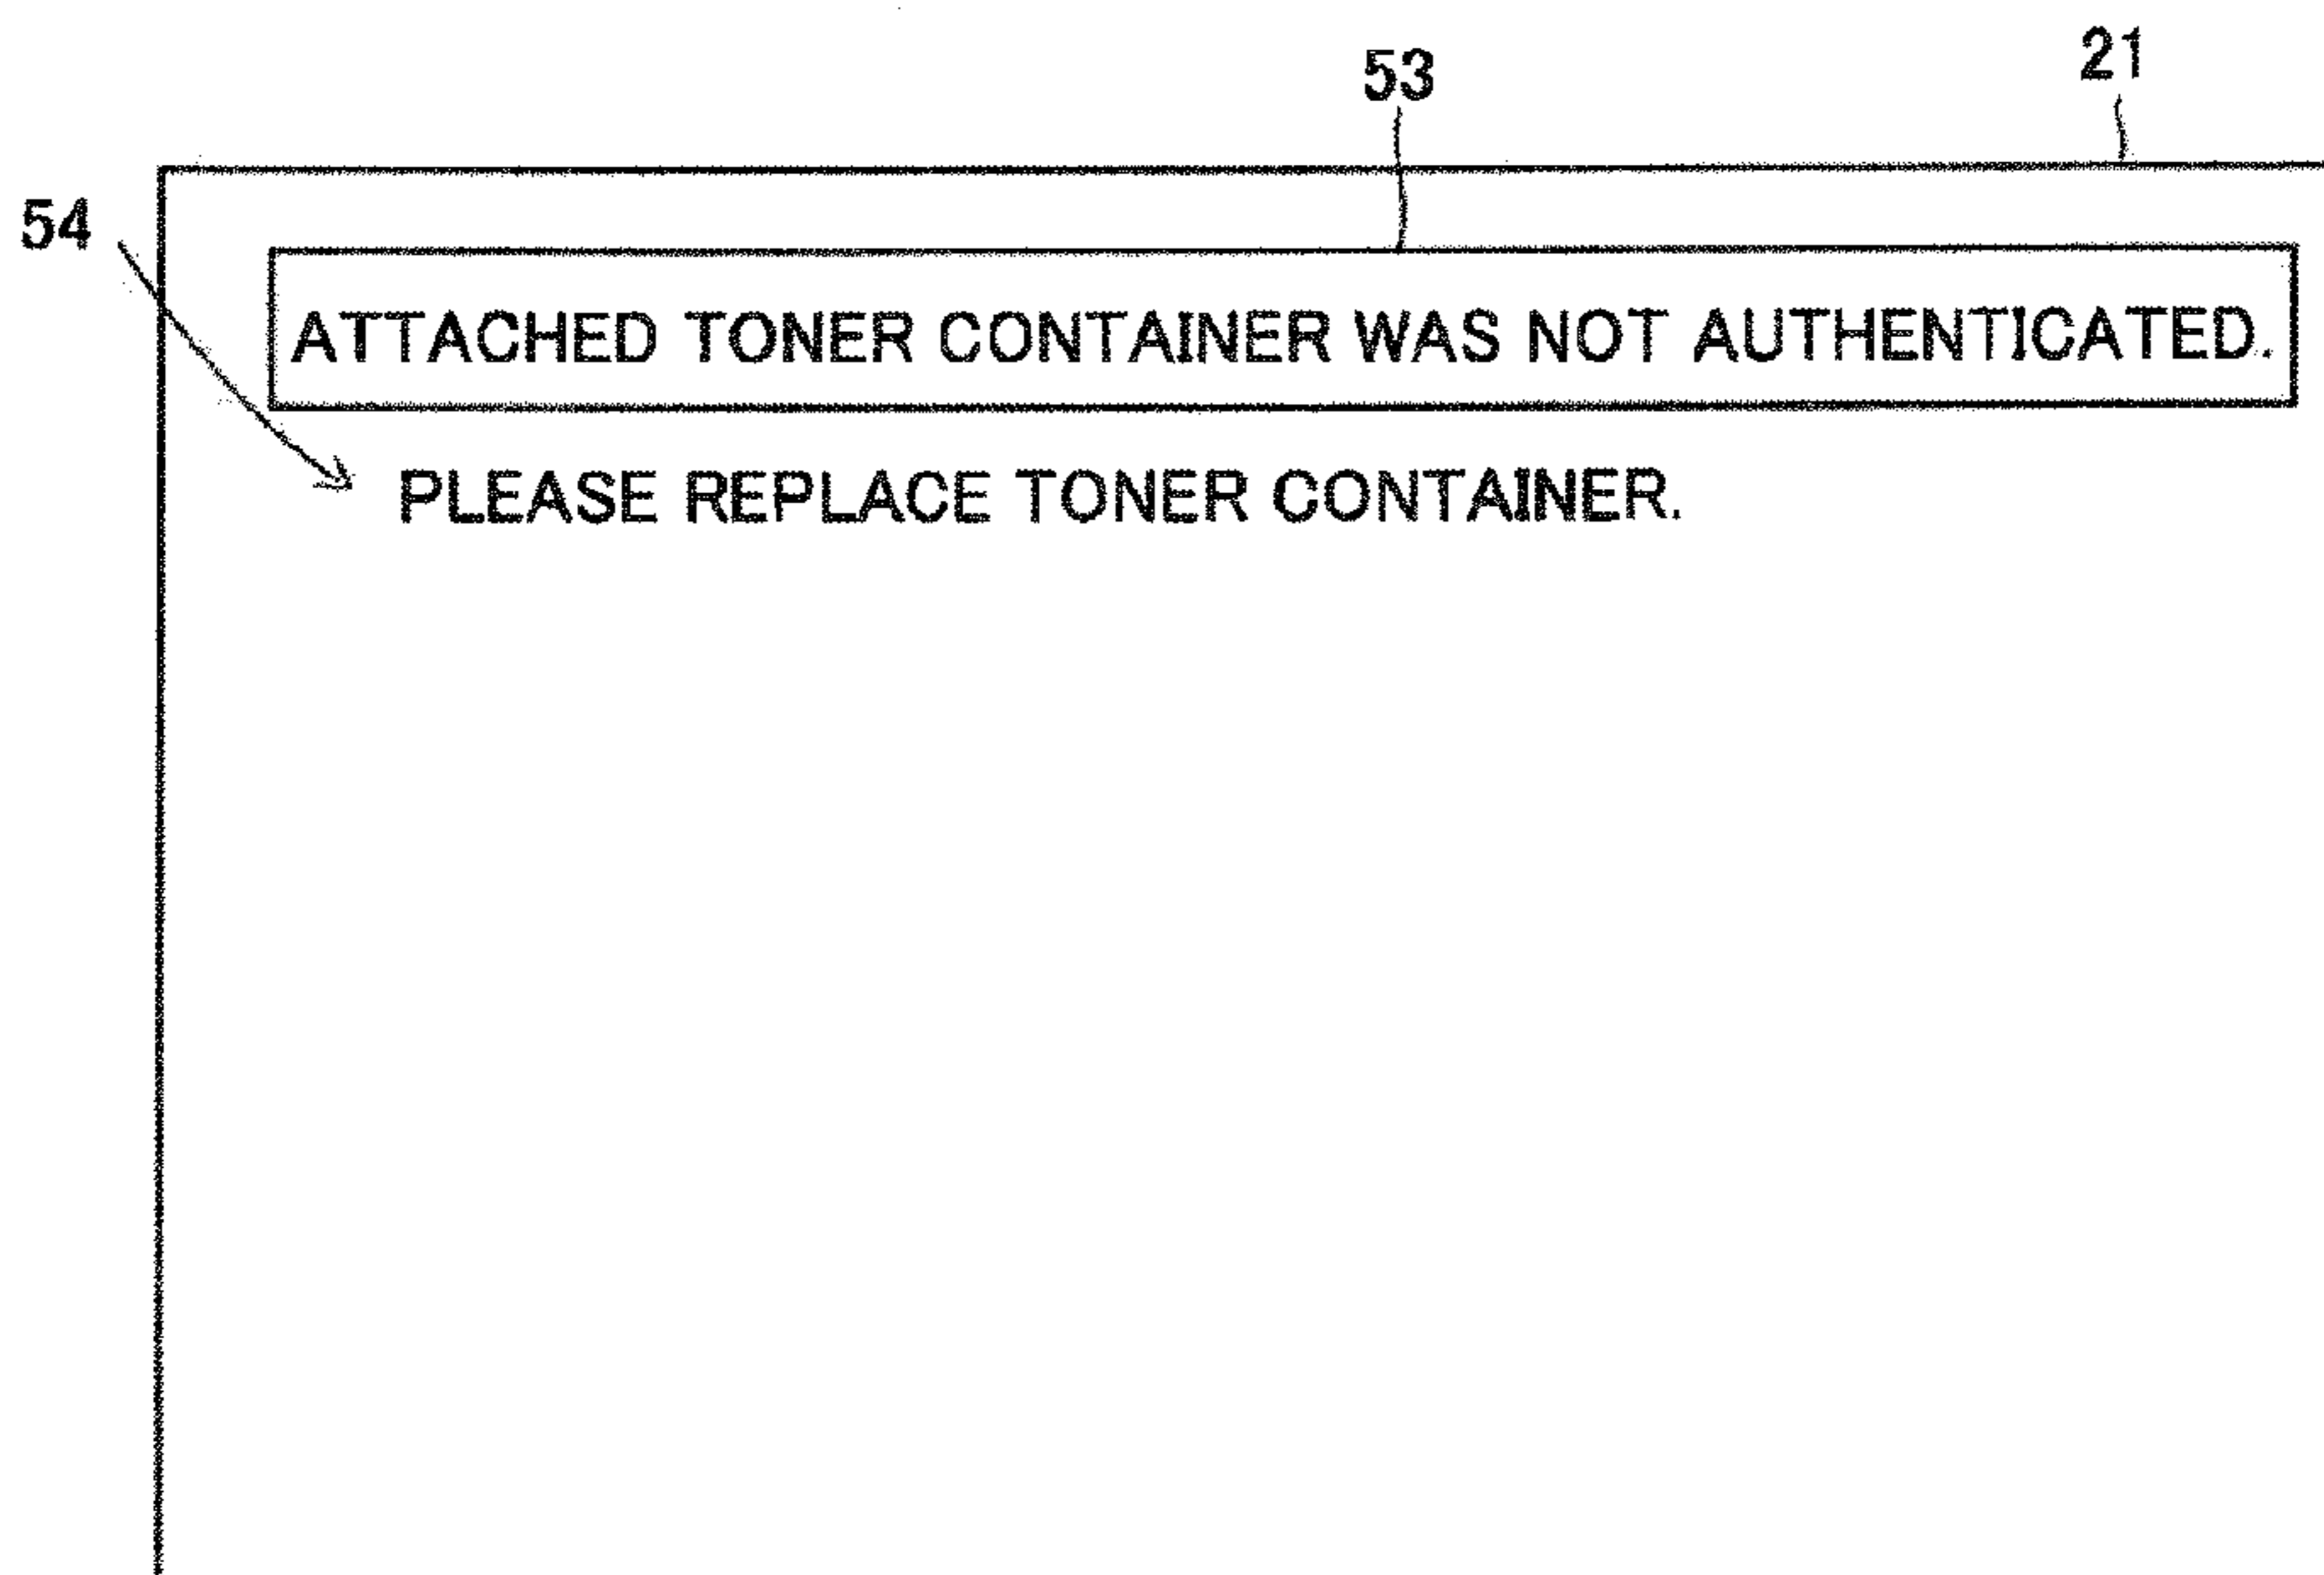 21
53
54
ATTACHED TONER CONTAINER WAS NOT AUTHENTICATED.
PLEASE REPLACE TONER CONTAINER.